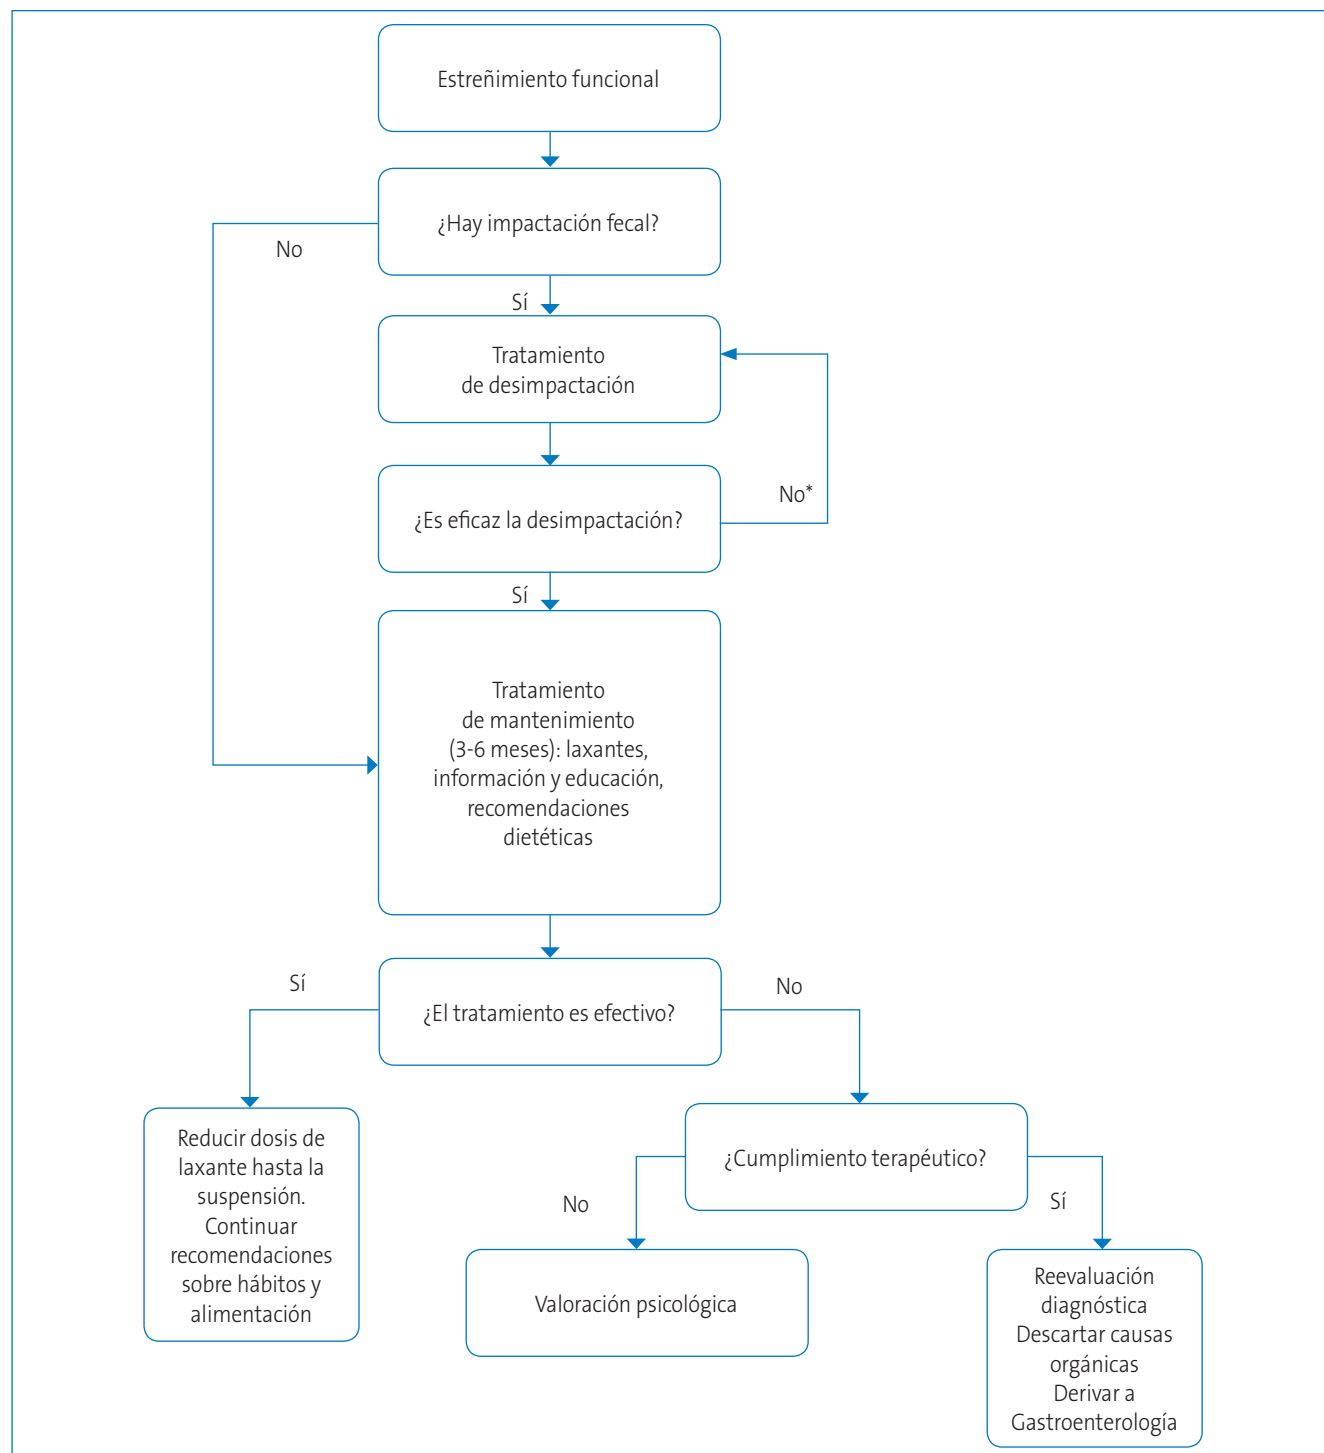 Estreñimiento funcional
¿Hay impactación fecal?
No
Sí
Tratamiento
de desimpactación
¿Es eficaz la desimpactación?
No*
Sí
Tratamiento
de mantenimiento
(3-6 meses): laxantes,
información y educación,
recomendaciones
dietéticas
¿El tratamiento es efectivo?
Sí
No
Reducir dosis de
laxante hasta la
suspensión.
Continuar
recomendaciones
sobre hábitos y
alimentación
¿Cumplimiento terapéutico?
No
Sí
Valoración psicológica
Reevaluación
diagnóstica
Descartar causas
orgánicas
Derivar a
Gastroenterología